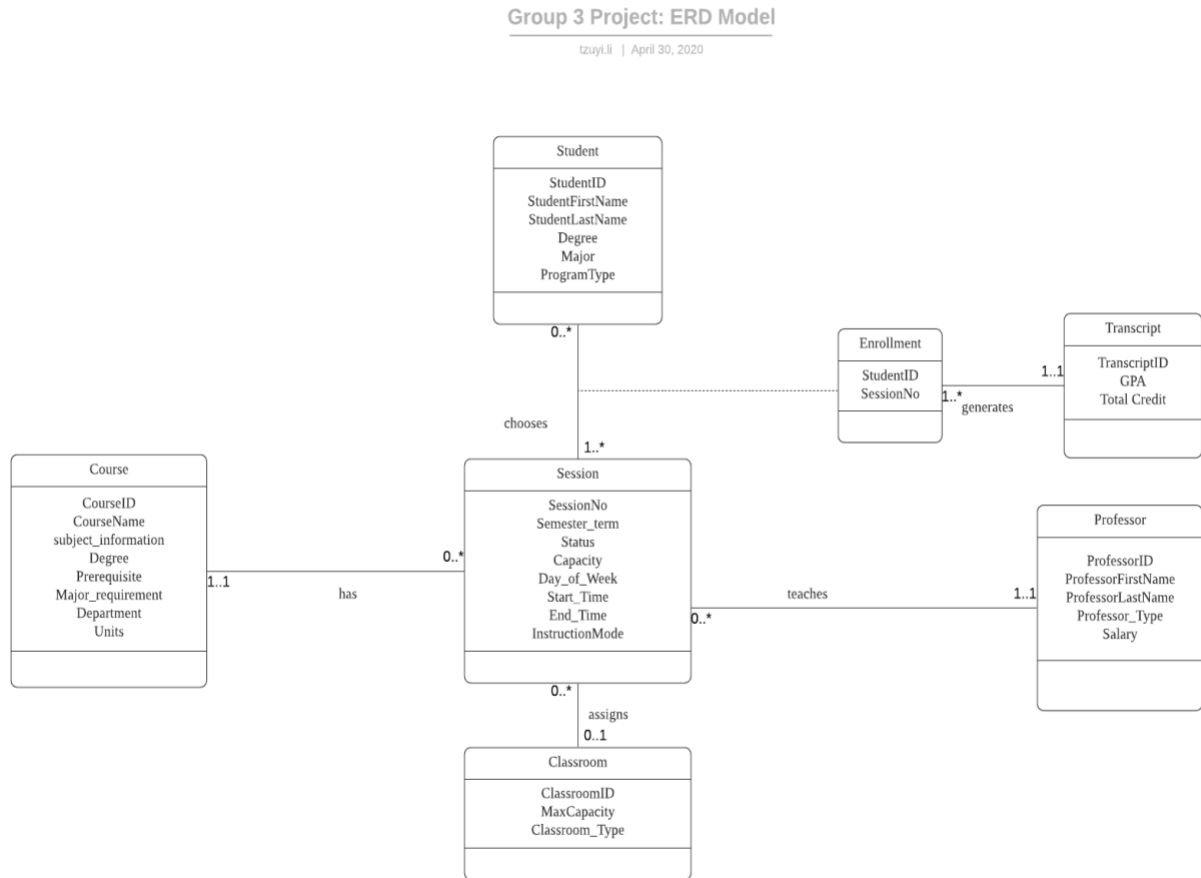 Group 3 Project: ERD Model
tzuyi.li | April 30, 2020
Student
StudentID
StudentFirstName
StudentLastName
Degree
Major
ProgramType
0..*
chooses
1..*
Enrollment
StudentID
SessionNo
1..*
generates
1..1
Transcript
TranscriptID
GPA
Total Credit
Course
CourseID
CourseName
subject_information
Degree
Prerequisite
Major_requirement
Department
Units
1..1
has
0..*
Session
SessionNo
Semester_term
Status
Capacity
Day_of_Week
Start_Time
End_Time
InstructionMode
0..*
teaches
1..1
Professor
ProfessorID
ProfessorFirstName
ProfessorLastName
Professor_Type
Salary
0..*
assigns
0..1
Classroom
ClassroomID
MaxCapacity
Classroom_Type